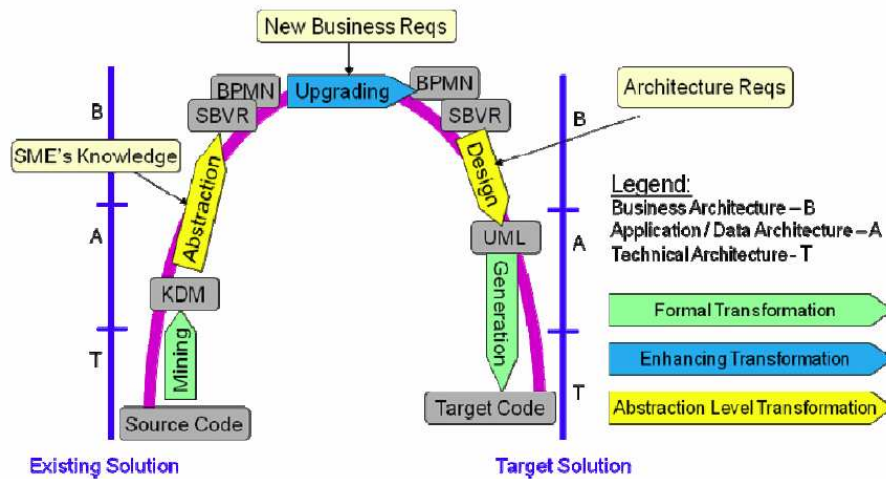 New Business Reqs
BPMN
Upgrading
BPMN
SBVR
SBVR
Architecture Reqs
B
B
SME's Knowledge
Abstraction
Design
Legend:
Business Architecture – B
Application / Data Architecture – A
Technical Architecture - T
A
UML
A
KDM
Generation
Formal Transformation
T
Mining
Enhancing Transformation
T
Source Code
Target Code
Abstraction Level Transformation
Existing Solution
Target Solution